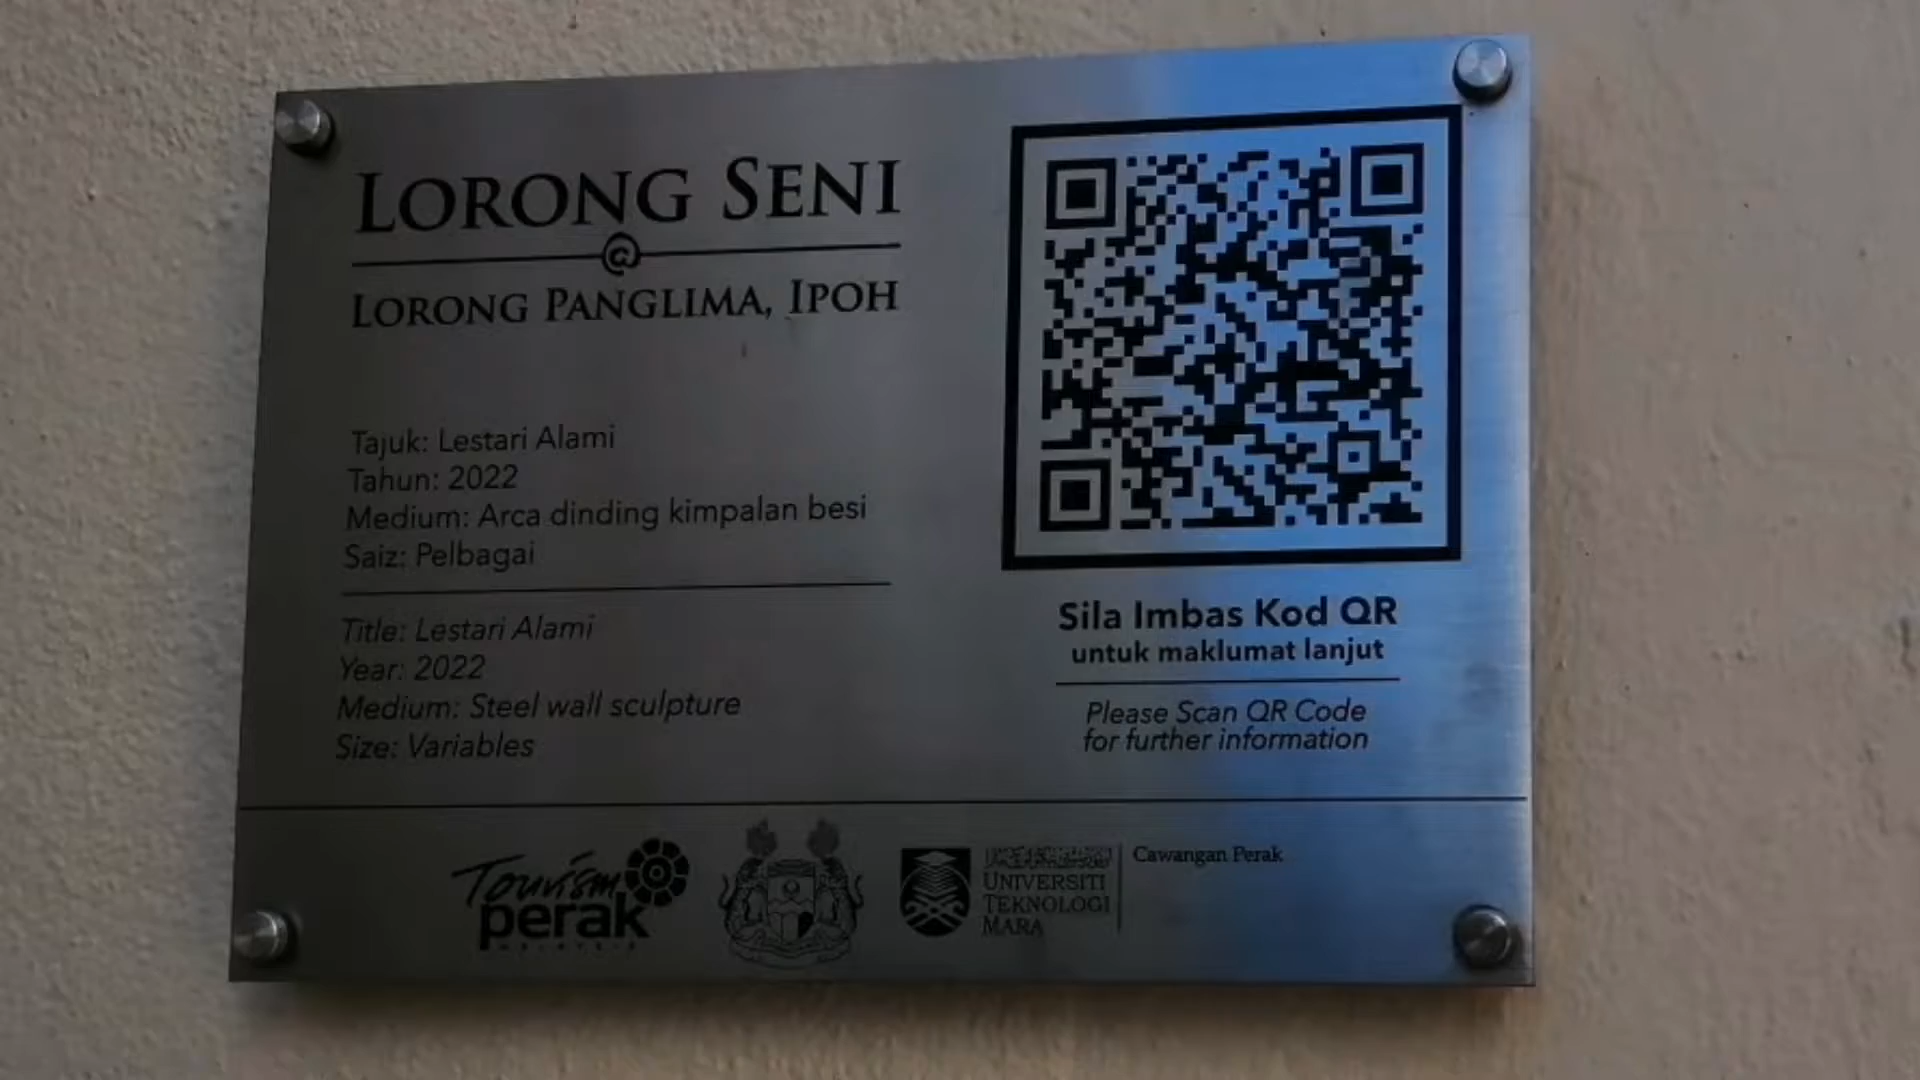 LORONG SENI
@
LORONG PANGLIMA, IPOH
Tajuk: Lestari Alami
Tahun: 2022
Medium: Arca dinding kimpalan besi
Saiz: Pelbagai
Title: Lestari Alami
Year: 2022
Medium: Steel wall sculpture
Size: Variables
Sila Imbas Kod QR
untuk maklumat lanjut
Please Scan QR Code
for further information
Tourism
perak
MALAYSIA
UNIVERSITI
TEKNOLOGI
MARA
Cawangan Perak